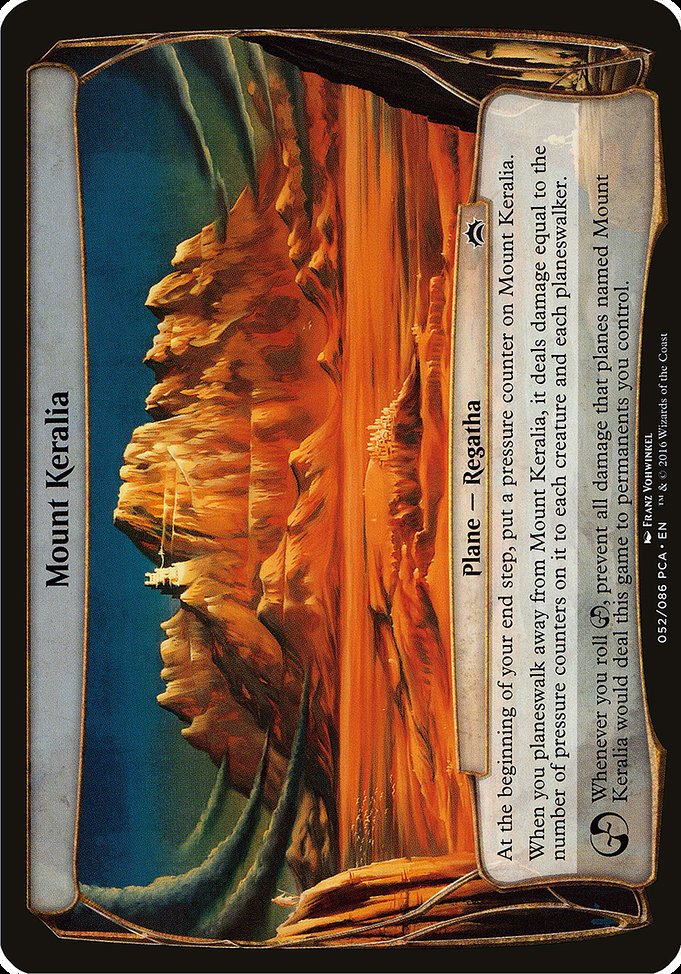 Mount Keralia
Plane — Regatha
At the beginning of your end step, put a pressure counter on Mount Keralia.
When you planeswalk away from Mount Keralia, it deals damage equal to the
number of pressure counters on it to each creature and each planeswalker.
Whenever you roll , prevent all damage that planes named Mount
Keralia would deal this game to permanents you control.
Franz Vohwinkel
052/086 PCA • EN ™ & © 2016 Wizards of the Coast